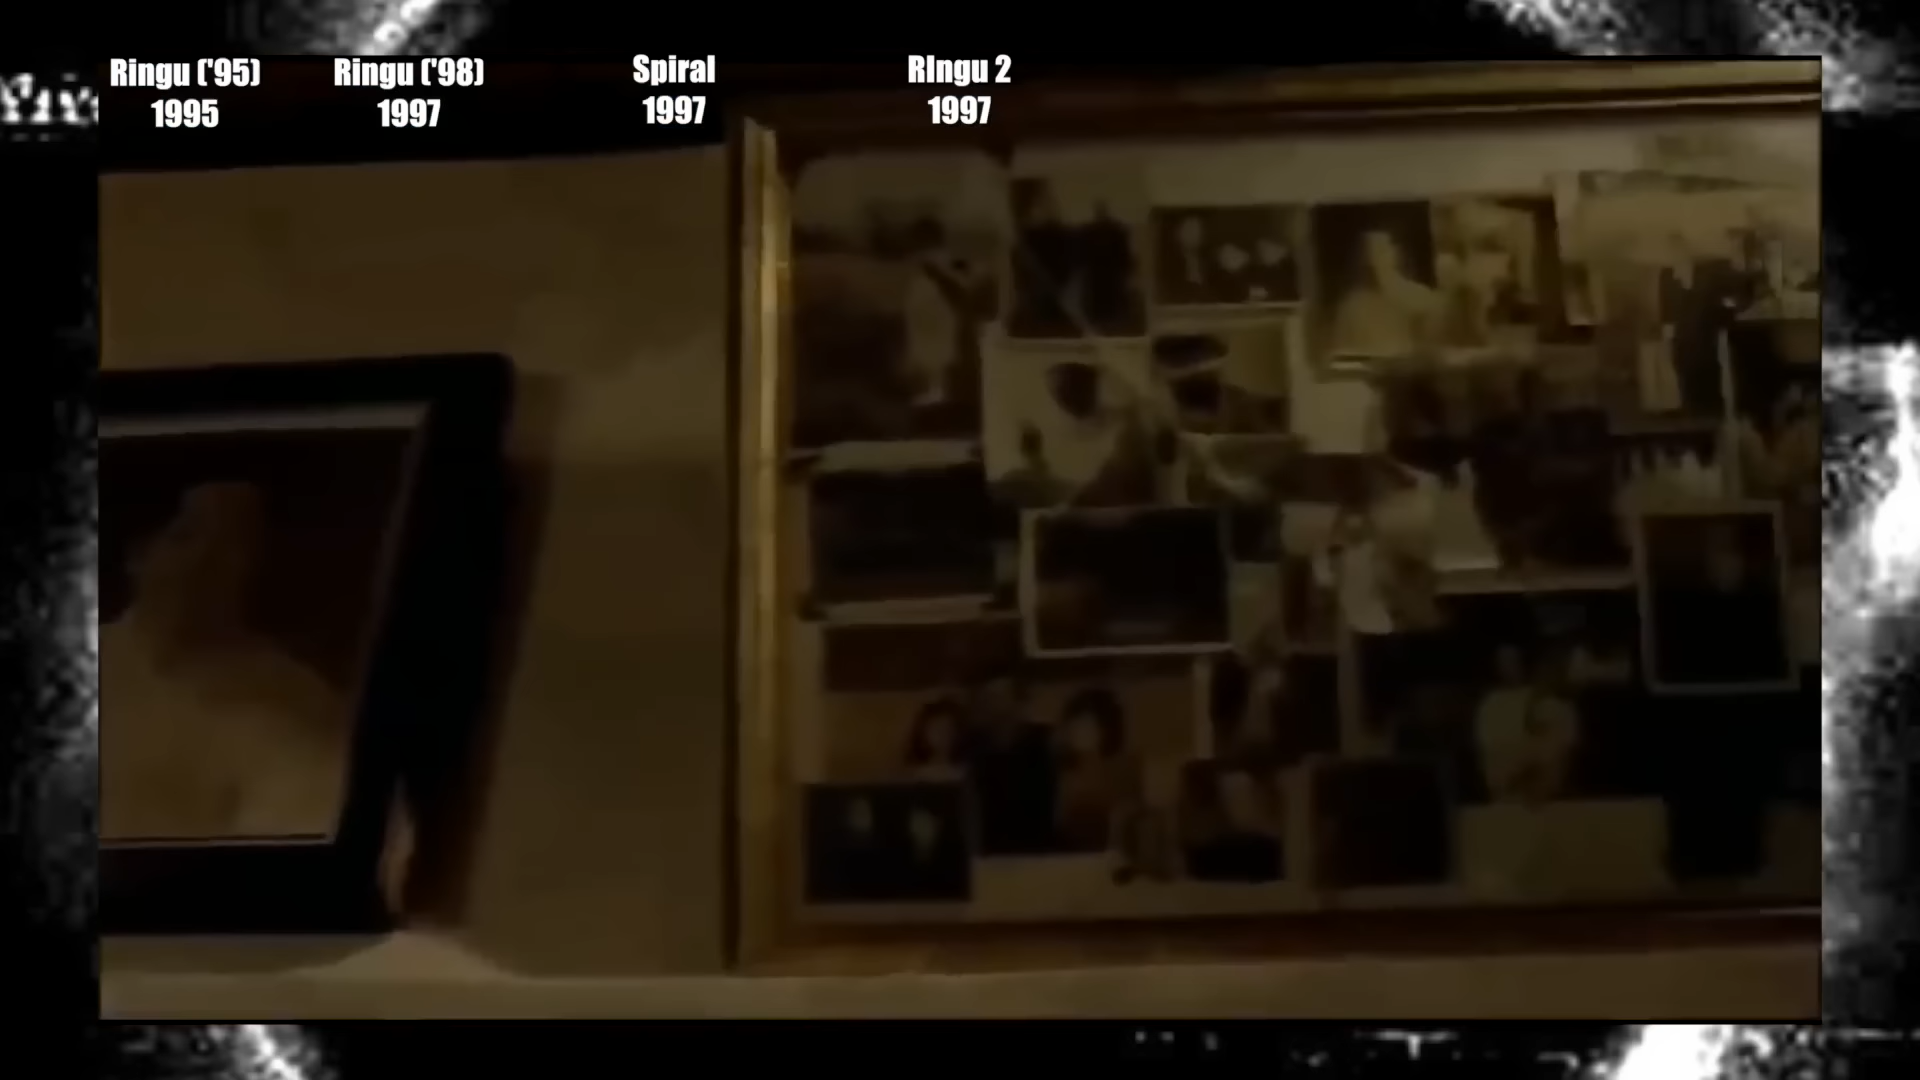 Ringu ('95)
1995
Ringu ('98)
1997
Spiral
1997
RIngu 2
1997